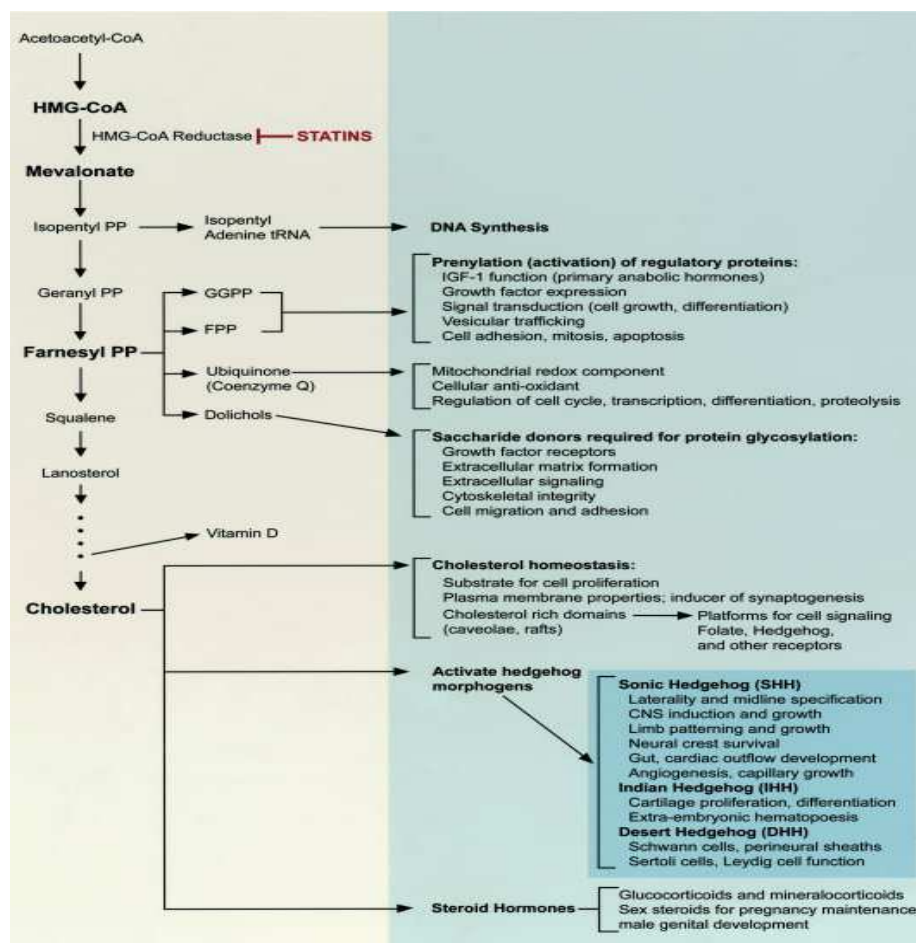 Acetoacetyl-CoA
HMG-CoA
HMG-CoA Reductase
STATINS
Mevalonate
Isopentyl PP
Isopentyl
Adenine tRNA
DNA Synthesis
Geranyl PP
GGPP
FPP
Prenylation (activation) of regulatory proteins:
IGF-1 function (primary anabolic hormones)
Growth factor expression
Signal transduction (cell growth, differentiation)
Vesicular trafficking
Cell adhesion, mitosis, apoptosis
Farnesyl PP
Ubiquinone
(Coenzyme Q)
Mitochondrial redox component
Cellular anti-oxidant
Regulation of cell cycle, transcription, differentiation, proteolysis
Squalene
Dolichols
Saccharide donors required for protein glycosylation:
Growth factor receptors
Extracellular matrix formation
Extracellular signaling
Cytoskeletal integrity
Cell migration and adhesion
Lanosterol
Vitamin D
Cholesterol
Cholesterol homeostasis:
Substrate for cell proliferation
Plasma membrane properties; inducer of synaptogenesis
Cholesterol rich domains
(caveolae, rafts)
Platforms for cell signaling
Folate, Hedgehog,
and other receptors
Activate hedgehog
morphogens
Sonic Hedgehog (SHH)
Laterality and midline specification
CNS induction and growth
Limb patterning and growth
Neural crest survival
Gut, cardiac outflow development
Angiogenesis, capillary growth
Indian Hedgehog (IHH)
Cartilage proliferation, differentiation
Extra-embryonic hematopoesis
Desert Hedgehog (DHH)
Schwann cells, perineural sheaths
Sertoli cells, Leydig cell function
Steroid Hormones
Glucocorticoids and mineralocorticoids
Sex steroids for pregnancy maintenance
male genital development